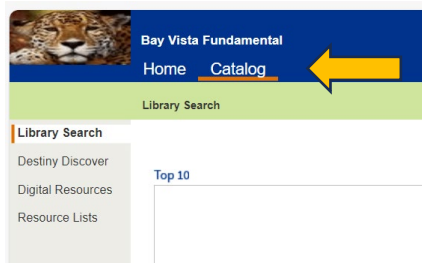 Bay Vista Fundamental
Home Catalog
Library Search
Library Search
Destiny Discover
Digital Resources
Resource Lists
Top 10